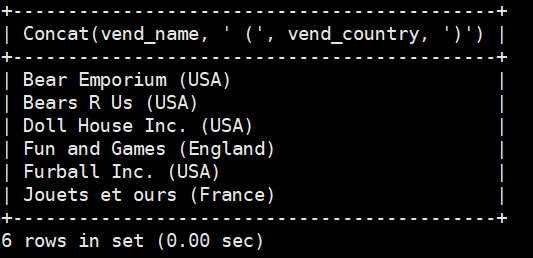 +---------------------------------------------+
| Concat(vend_name, ' (', vend_country, ')') |
+---------------------------------------------+
| Bear Emporium (USA) |
| Bears R Us (USA) |
| Doll House Inc. (USA) |
| Fun and Games (England) |
| Furball Inc. (USA) |
| Jouets et ours (France) |
+---------------------------------------------+
6 rows in set (0.00 sec)